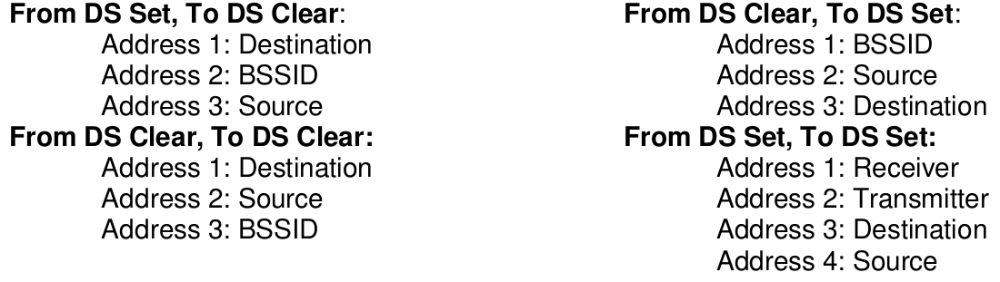 From DS Set, To DS Clear:
Address 1: Destination
Address 2: BSSID
Address 3: Source
From DS Clear, To DS Clear:
Address 1: Destination
Address 2: Source
Address 3: BSSID
From DS Clear, To DS Set:
Address 1: BSSID
Address 2: Source
Address 3: Destination
From DS Set, To DS Set:
Address 1: Receiver
Address 2: Transmitter
Address 3: Destination
Address 4: Source